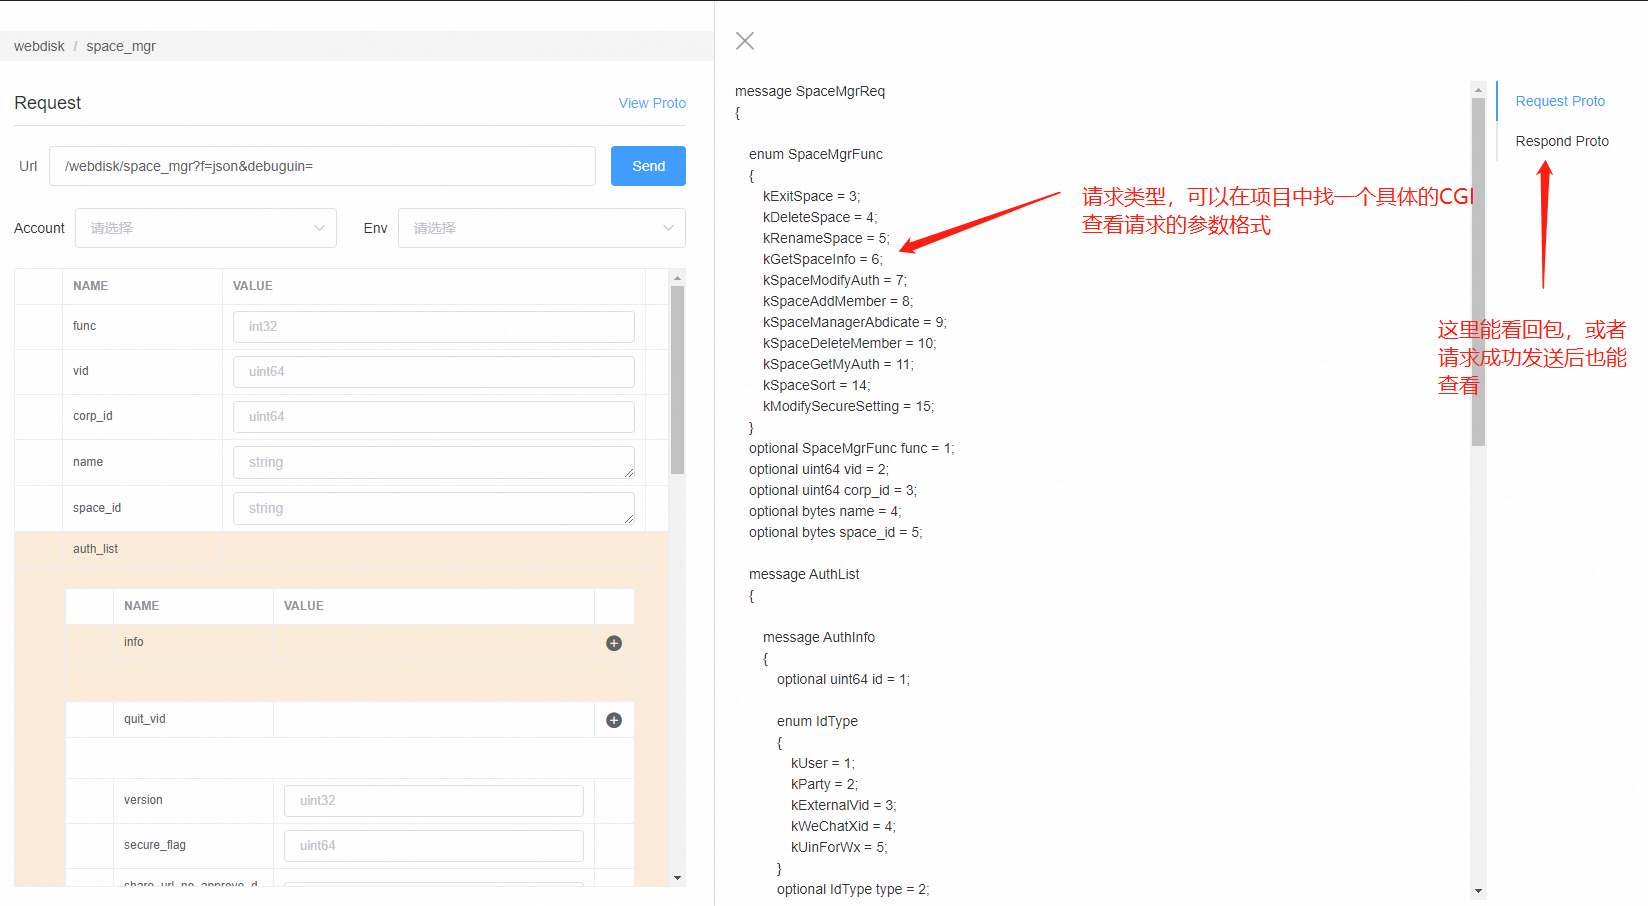 webdisk / space_mgr
Request
View Proto
Url
/webdisk/space_mgr?f=json&debuguin=
Send
Account
请选择
Env
请选择
NAME
VALUE
func
int32
vid
uint64
corp_id
uint64
name
string
space_id
string
auth_list
NAME
VALUE
info
quit_vid
version
uint32
secure_flag
uint64
share_url_no_approve_d
message SpaceMgrReq
{
enum SpaceMgrFunc
{
kExitSpace = 3;
kDeleteSpace = 4;
kRenameSpace = 5;
kGetSpaceInfo = 6;
kSpaceModifyAuth = 7;
kSpaceAddMember = 8;
kSpaceManagerAbdicate = 9;
kSpaceDeleteMember = 10;
kSpaceGetMyAuth = 11;
kSpaceSort = 14;
kModifySecureSetting = 15;
}
optional SpaceMgrFunc func = 1;
optional uint64 vid = 2;
optional uint64 corp_id = 3;
optional bytes name = 4;
optional bytes space_id = 5;
message AuthList
{
message AuthInfo
{
optional uint64 id = 1;
enum IdType
{
kUser = 1;
kParty = 2;
kExternalVid = 3;
kWeChatXid = 4;
kUinForWx = 5;
}
optional IdType type = 2;
请求类型，可以在项目中找一个具体的CGI
查看请求的参数格式
Request Proto
Respond Proto
这里能看回包，或者
请求成功发送后也能
查看